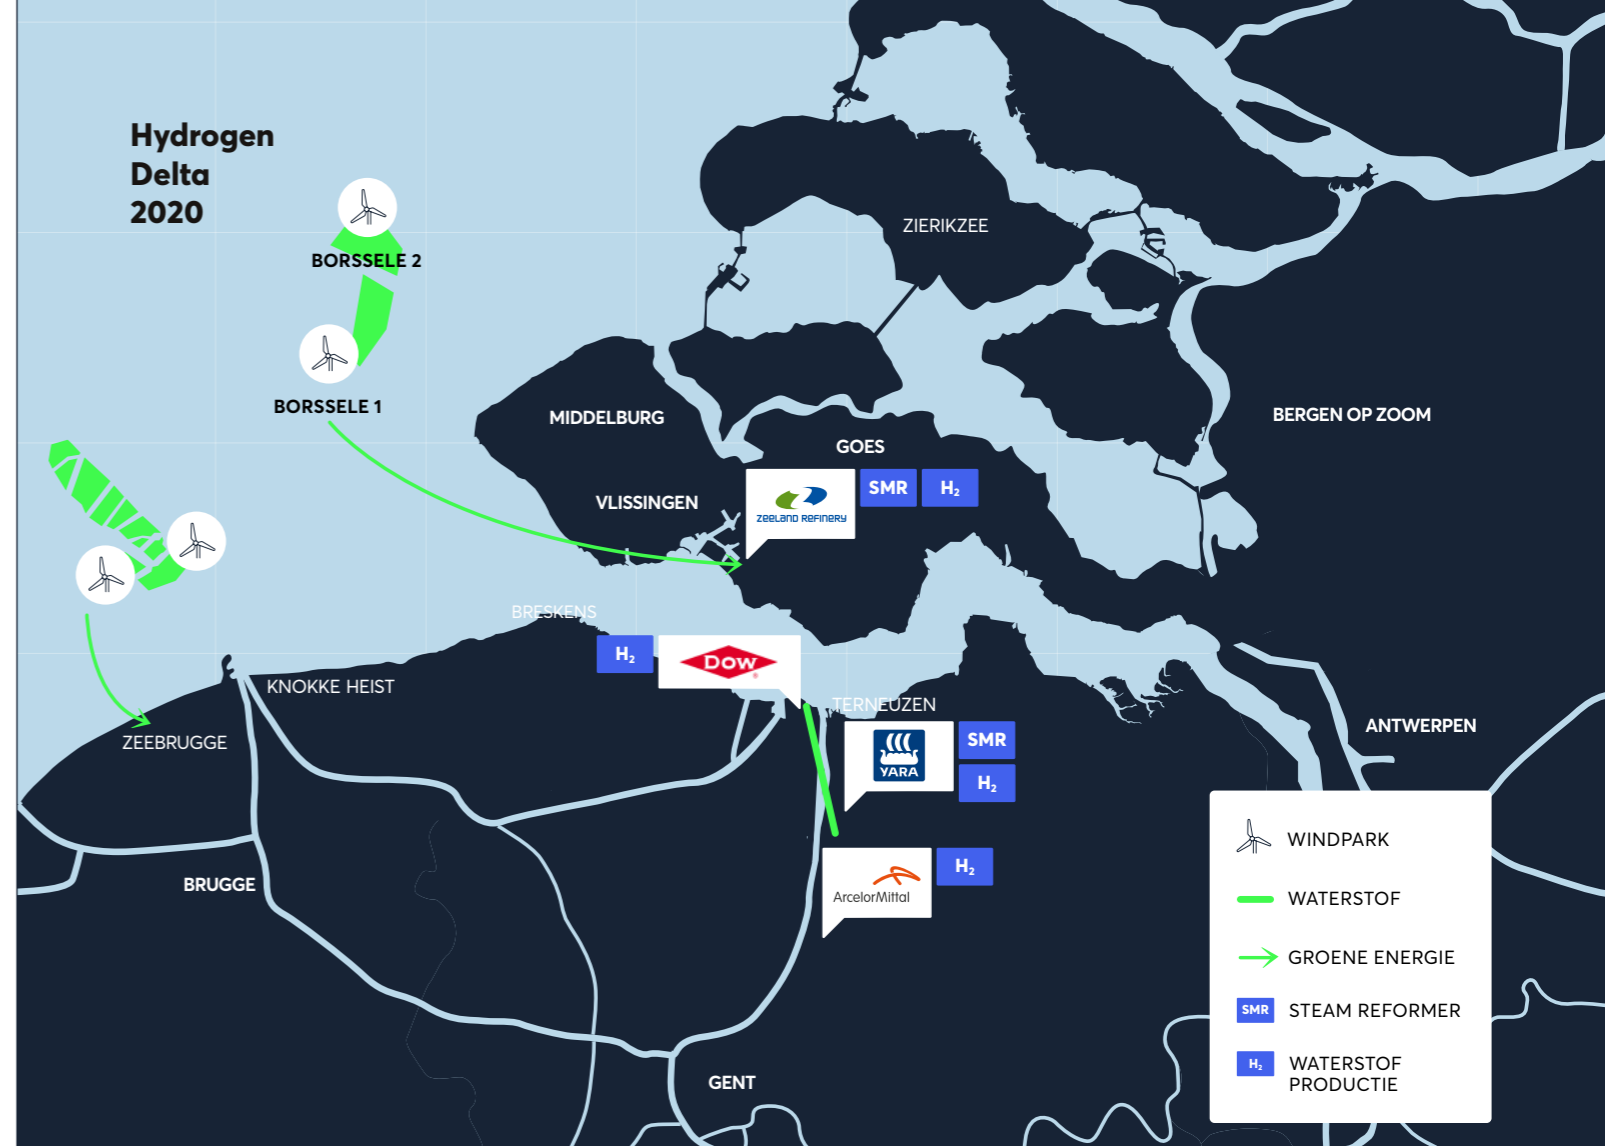 Hydrogen
Delta
2020
ZIERIKZEE
BORSSELE 2
BORSSELE 1
MIDDELBURG
BERGEN OP ZOOM
GOES
VLISSINGEN
ZEELAND REFINERY
SMR
H₂
BRESKENS
H₂
DOW
KNOKKE HEIST
TERNEUZEN
ZEEBRUGGE
ANTWERPEN
YARA
SMR
H₂
BRUGGE
ArcelorMittal
H₂
GENT
WINDPARK
WATERSTOF
GROENE ENERGIE
SMR STEAM REFORMER
H₂ WATERSTOF
PRODUCTIE